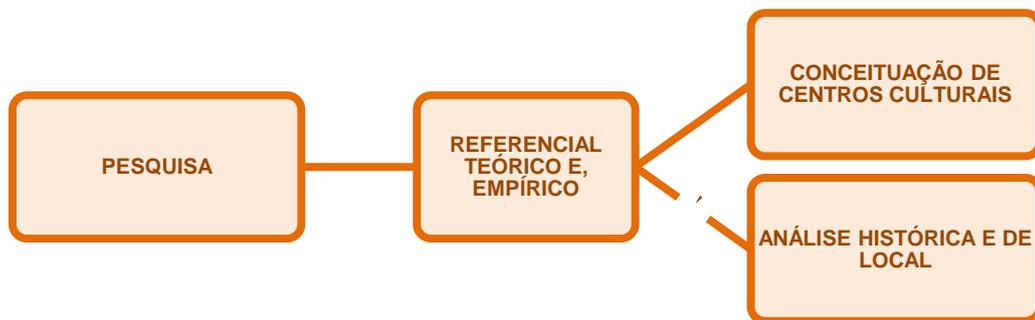 PESQUISA
REFERENCIAL
TEÓRICO E,
EMPÍRICO
CONCEITUAÇÃO DE
CENTROS CULTURAIS
ANÁLISE HISTÓRICA E DE
LOCAL